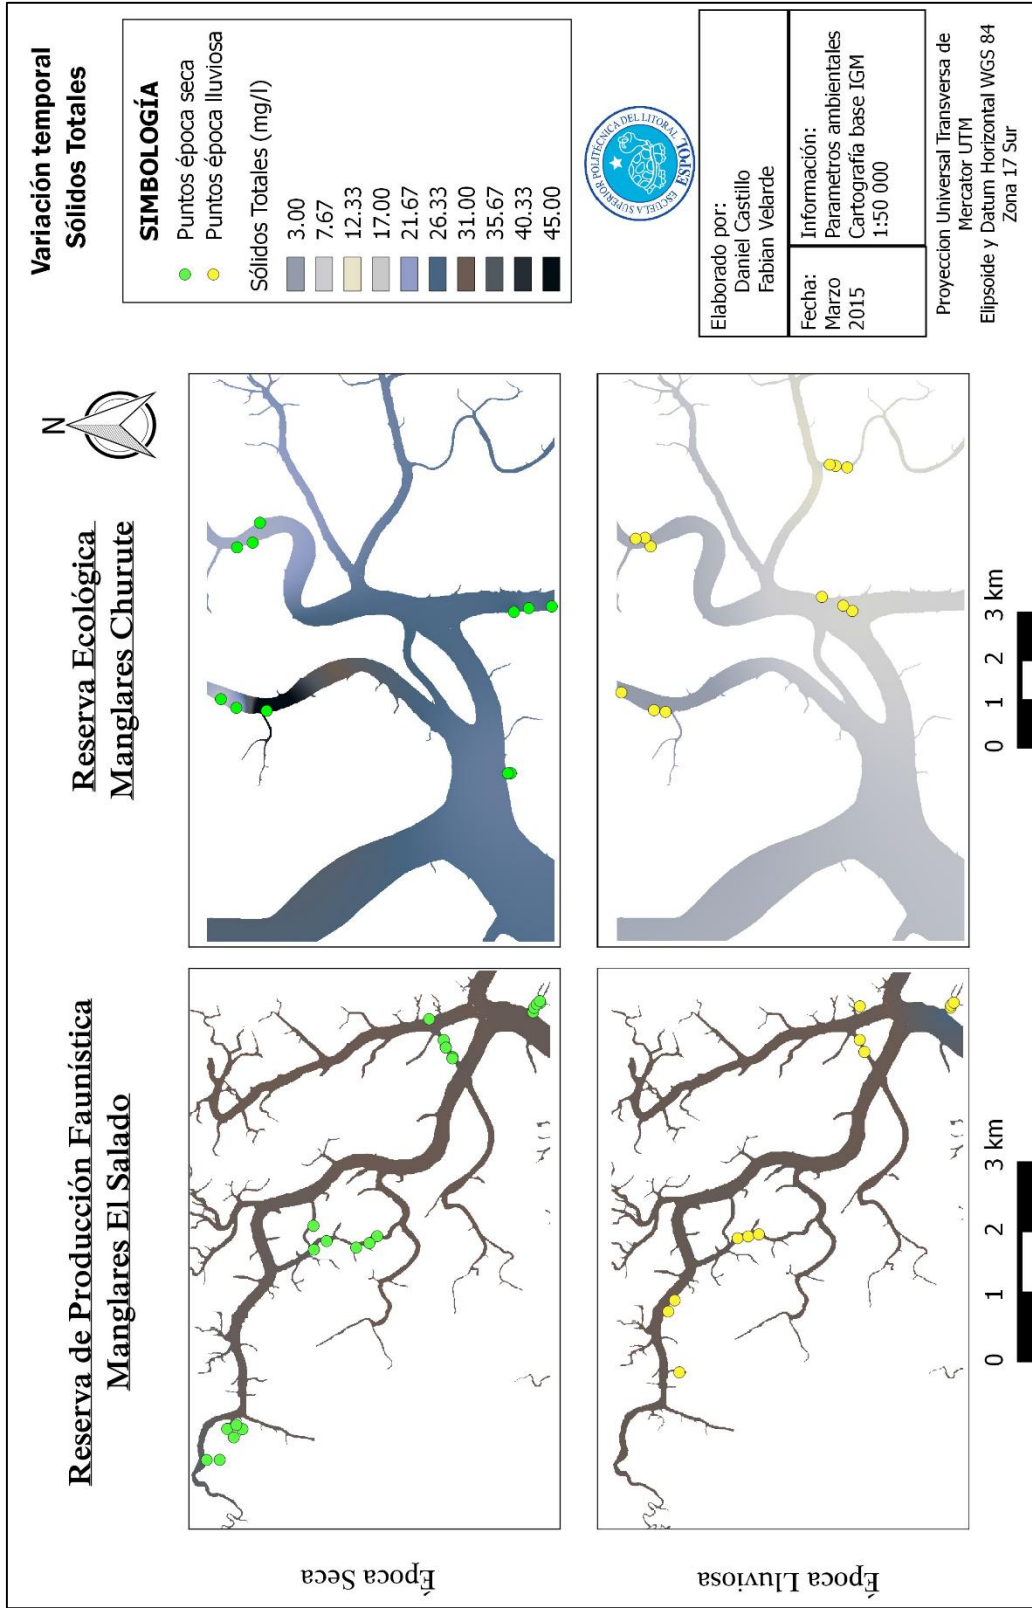 Reserva de Producción Faunística
Manglares El Salado
Reserva Ecológica
Manglares Churute
N
Variación temporal
Sólidos Totales
SIMBOLOGÍA
Puntos época seca
Puntos época lluviosa
Sólidos Totales (mg/l)
3.00
7.67
12.33
17.00
21.67
26.33
31.00
35.67
40.33
45.00
Época Seca
Época Lluviosa
0 1 2 3 km
0 1 2 3 km
ESCUELA SUPERIOR POLITÉCNICA DEL LITORAL
ESPOL
Elaborado por:
Daniel Castillo
Fabian Velarde
Fecha:
Marzo
2015
Información:
Parametros ambientales
Cartografía base IGM
1:50 000
Proyeccion Universal Transversa de
Mercator UTM
Elipsoide y Datum Horizontal WGS 84
Zona 17 Sur